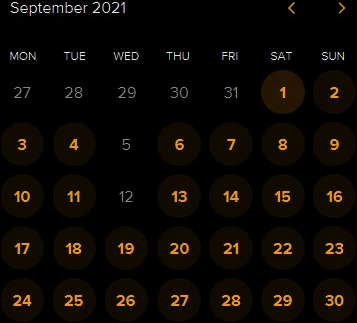 September 2021
MON TUE WED THU FRI SAT SUN
27 28 29 30 31 1 2
3 4 5 6 7 8 9
10 11 12 13 14 15 16
17 18 19 20 21 22 23
24 25 26 27 28 29 30